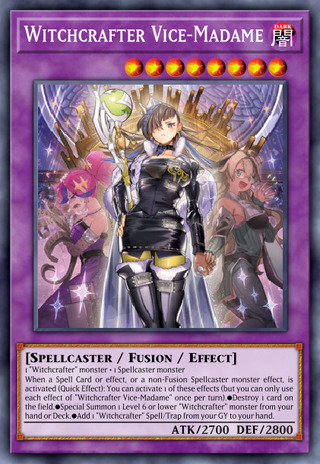 Witchcrafter Vice-Madame
DARK
闇
[Spellcaster / Fusion / Effect]
1 "Witchcrafter" monster + 1 Spellcaster monster
When a Spell Card or effect, or a non-Fusion Spellcaster monster effect,
is activated (Quick Effect): You can activate 1 of these effects (but you can only use
each effect of "Witchcrafter Vice-Madame" once per turn).●Destroy 1 card on
the field.●Special Summon 1 Level 6 or lower "Witchcrafter" monster from your
hand or Deck.●Add 1 "Witchcrafter" Spell/Trap from your GY to your hand.
ATK/2700 DEF/2800